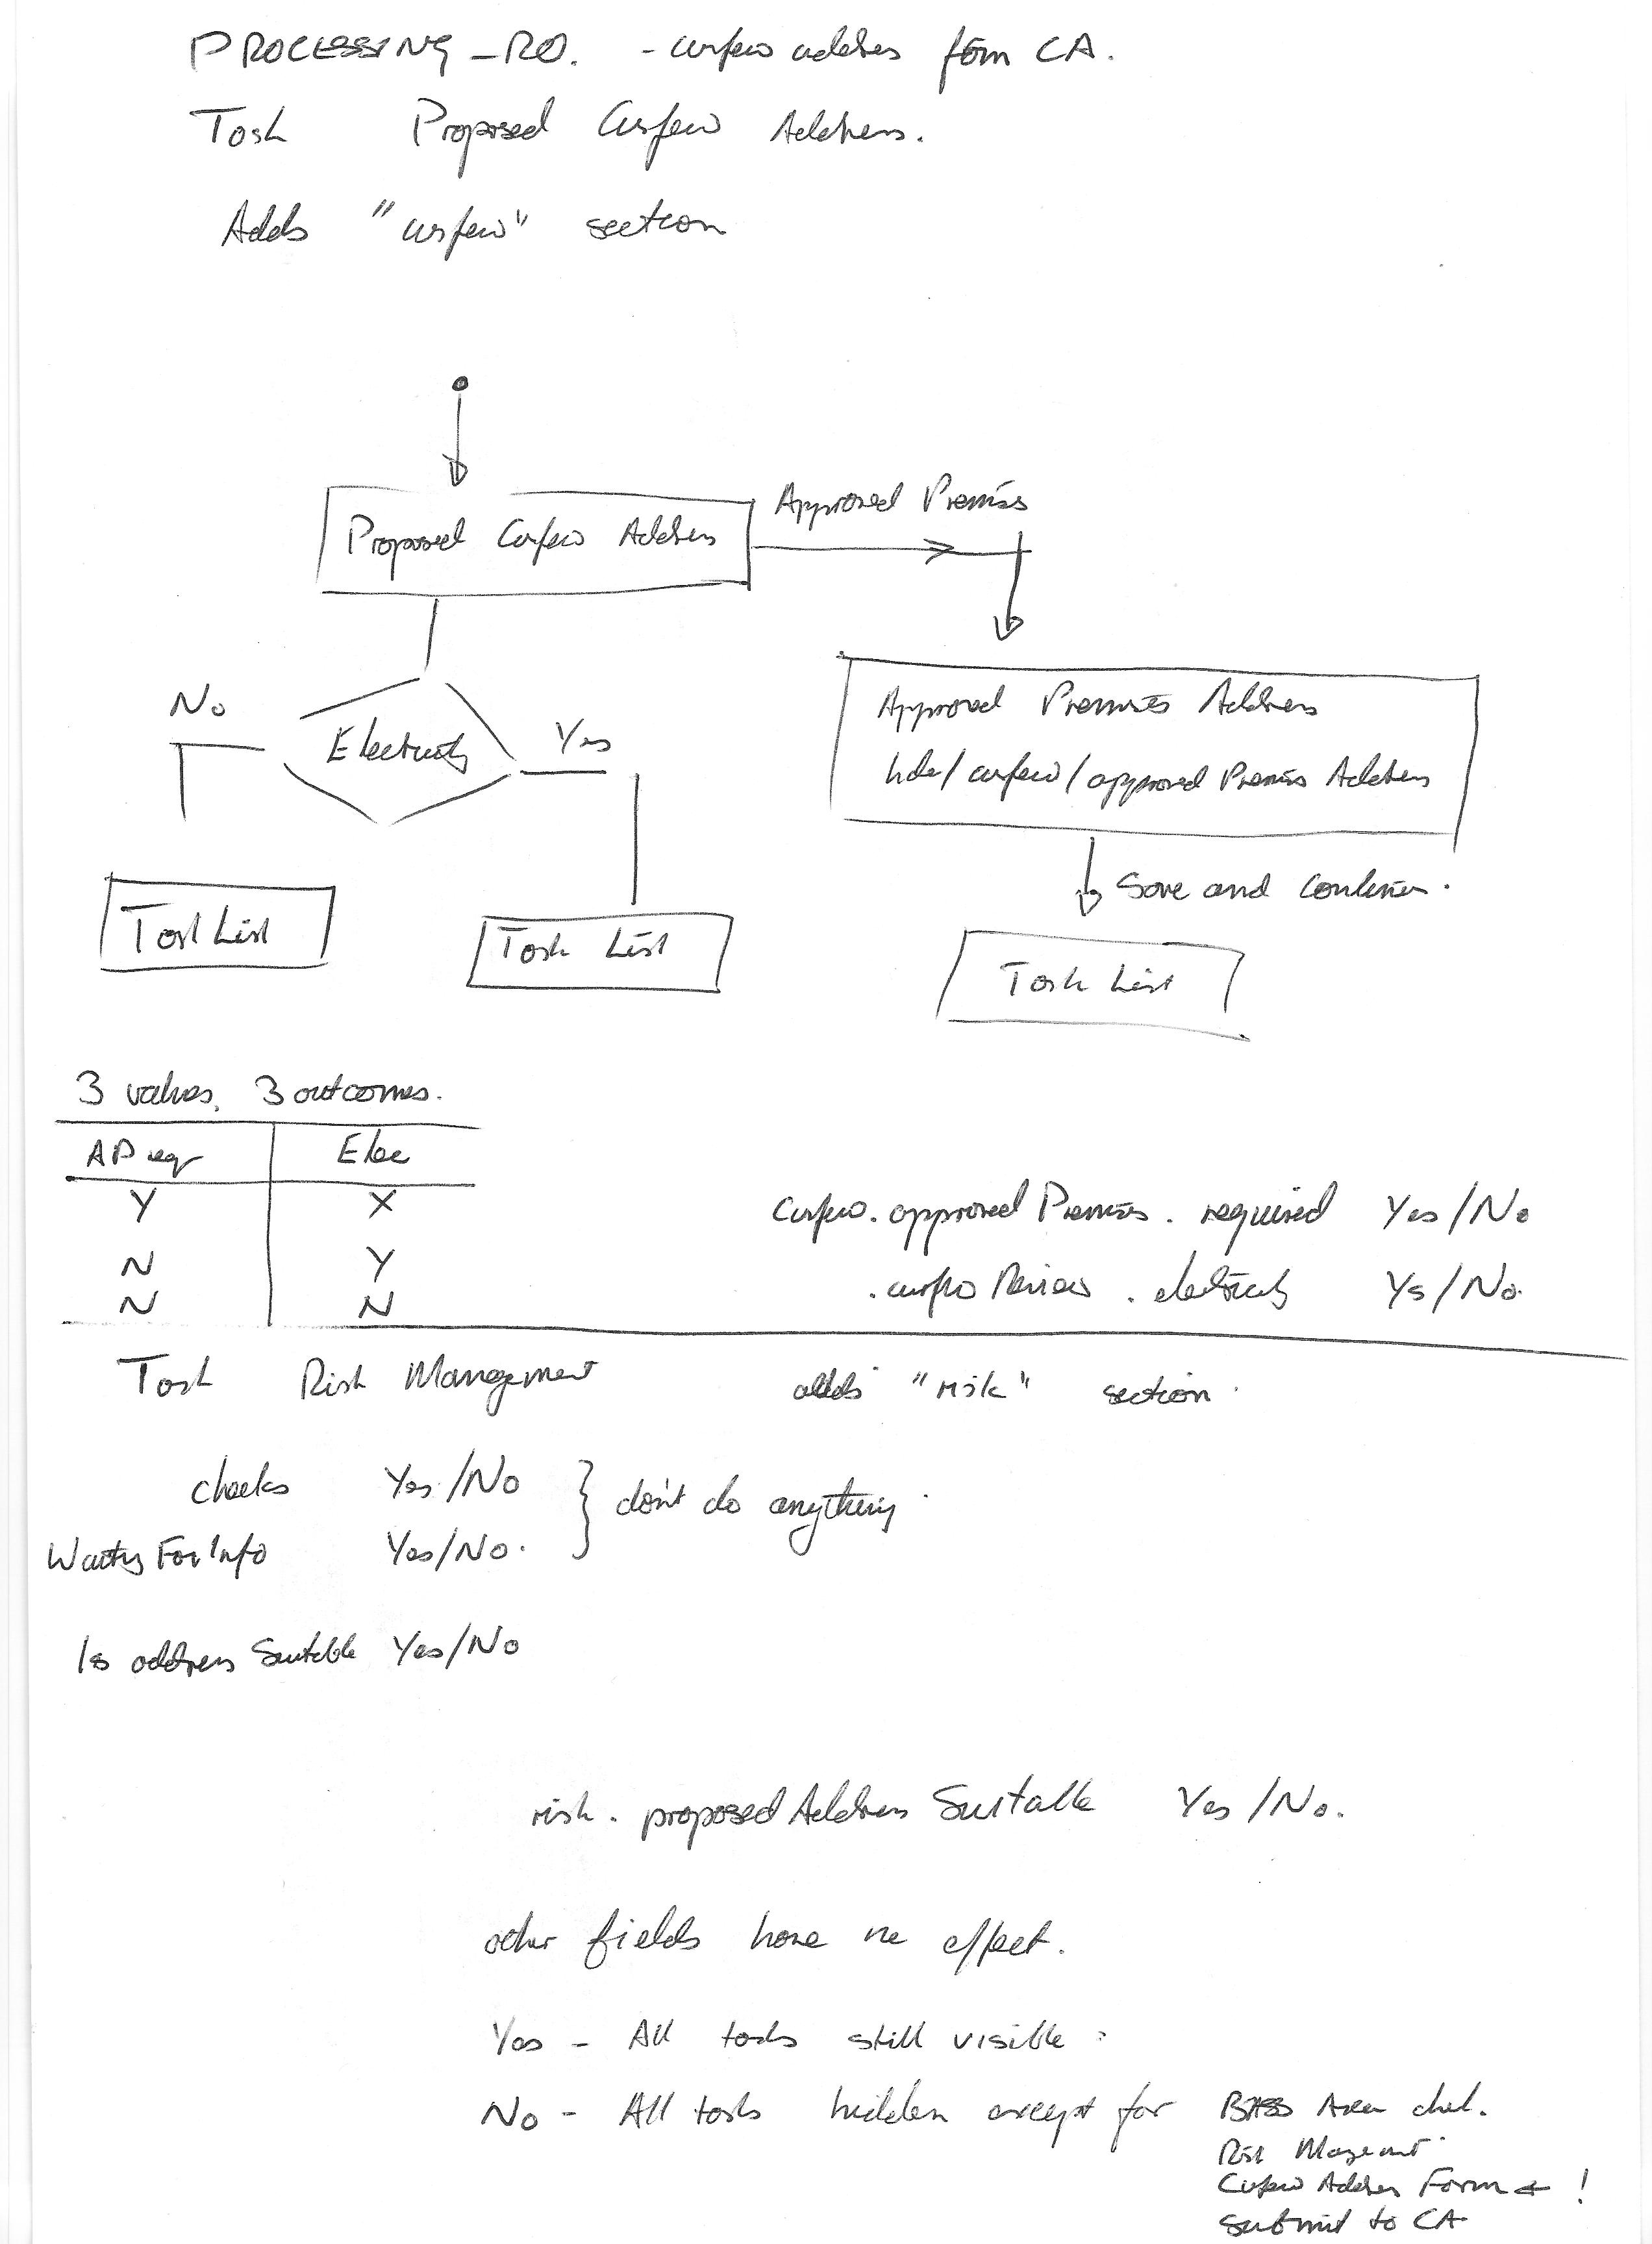 PROCESSING_RO. - curfew address from CA.
Task Proposed Curfew Address.
Adds "curfew" section
Proposed Curfew Address
Approved Premises
No
Electricity
Yes
Approved Premises Address
hdc/curfew/approved Premises Address
Save and Continue.
Task List
Task List
Task List
3 values, 3 outcomes.
AP req Elec
Y X
N Y
N N
curfew.approved Premises.required Yes/No
.curfew Review.electricity Yes/No.
Task Risk Management adds "risk" section.
checks Yes/No
Waiting For Info Yes/No.
don't do anything.
Is address Suitable Yes/No
risk.proposed Address Suitable Yes/No.
other fields have no effect.
Yes - All tasks still visible.
No - All tasks hidden except for BASS Area check.
Risk Management.
Curfew Address Form ← !
Submit to CA